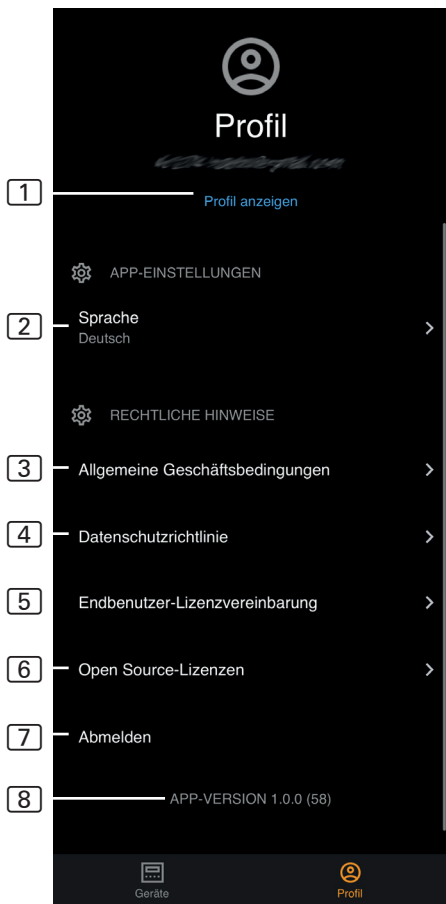 Profil
1
Profil anzeigen
APP-EINSTELLUNGEN
2
Sprache
Deutsch
RECHTLICHE HINWEISE
3
Allgemeine Geschäftsbedingungen
4
Datenschutzrichtlinie
5
Endbenutzer-Lizenzvereinbarung
6
Open Source-Lizenzen
7
Abmelden
8
APP-VERSION 1.0.0 (58)
Geräte
Profil